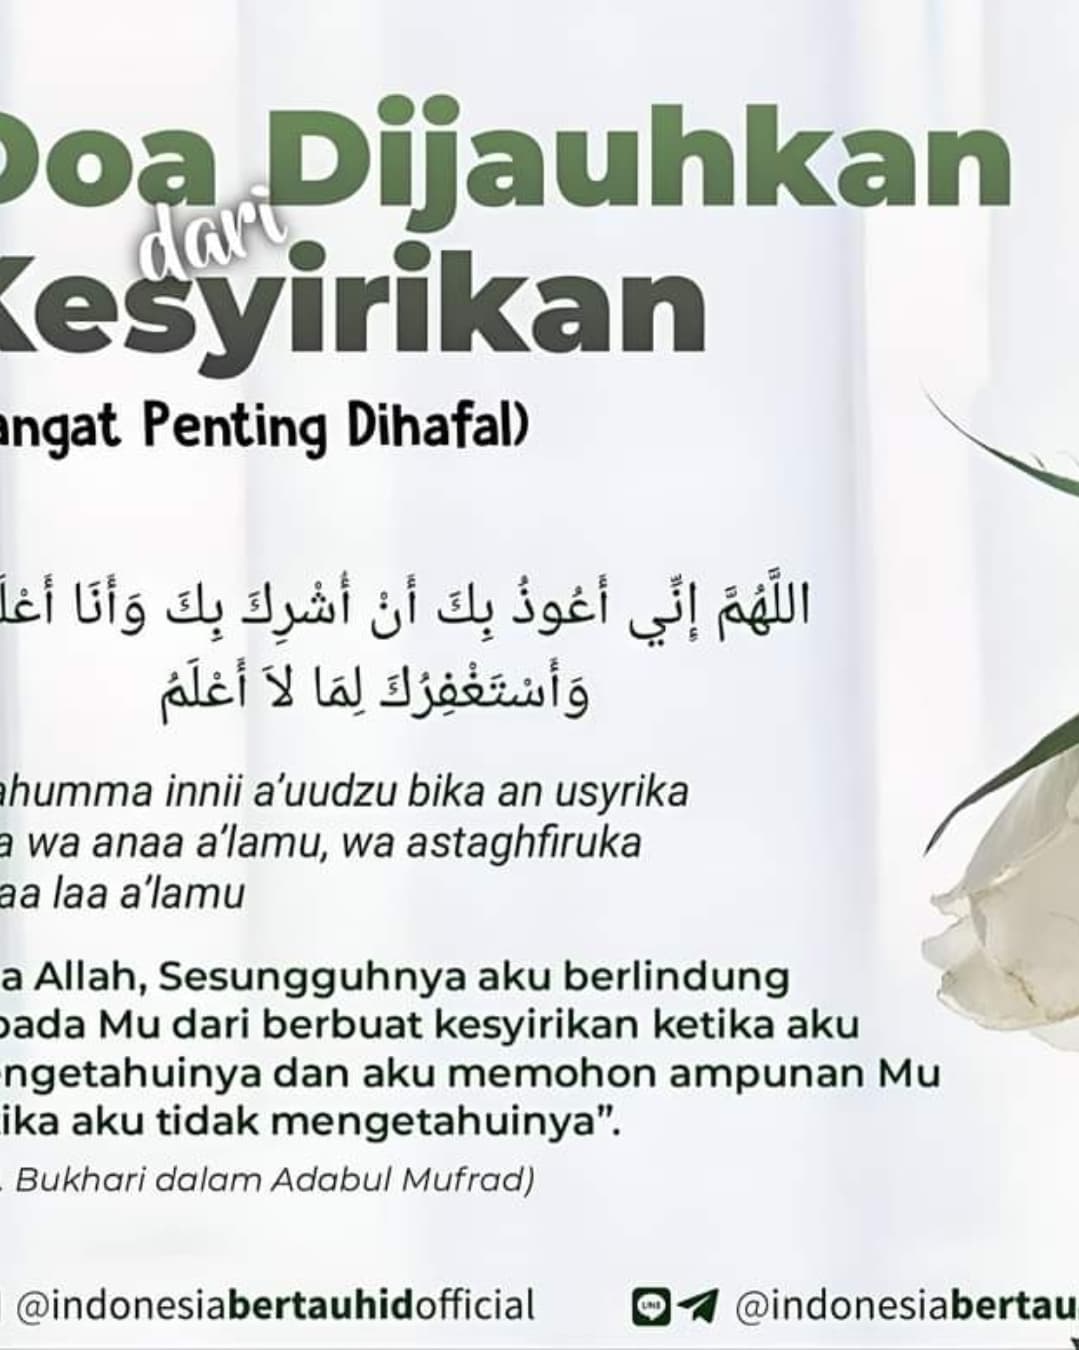 Doa Dijauhkan
dari
Kesyirikan
angat Penting Dihafal)
اللَّهُمَّ إِنِّي أَعُوذُ بِكَ أَنْ أُشْرِكَ بِكَ وَأَنَا أَعْلَ
وَأَسْتَغْفِرُكَ لِمَا لاَ أَعْلَمُ
ahumma innii a’uudzu bika an usyrika
a wa anaa a’lamu, wa astaghfiruka
aa laa a’lamu
a Allah, Sesungguhnya aku berlindung
pada Mu dari berbuat kesyirikan ketika aku
ngetahuinya dan aku memohon ampunan Mu
ika aku tidak mengetahuinya”.
. Bukhari dalam Adabul Mufrad)
@indonesiabertauhidofficial
LINE @indonesiabertau